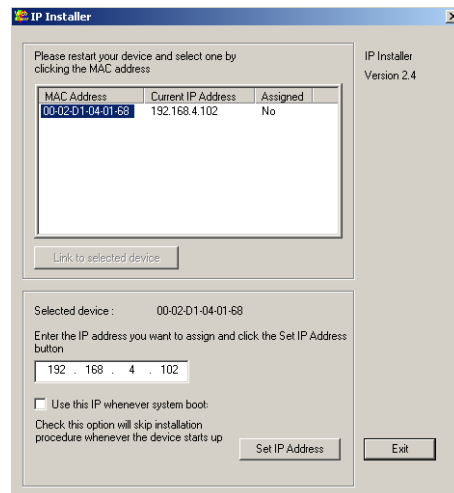 IP Installer
Please restart your device and select one by
clicking the MAC address
IP Installer
Version 2.4
MAC Address Current IP Address Assigned
00-02-D1-04-01-68 192.168.4.102 No
Link to selected device
Selected device : 00-02-D1-04-01-68
Enter the IP address you want to assign and click the Set IP Address
button
192 . 168 . 4 . 102
Use this IP whenever system boot:
Check this option will skip installation
procedure whenever the device starts up
Set IP Address
Exit